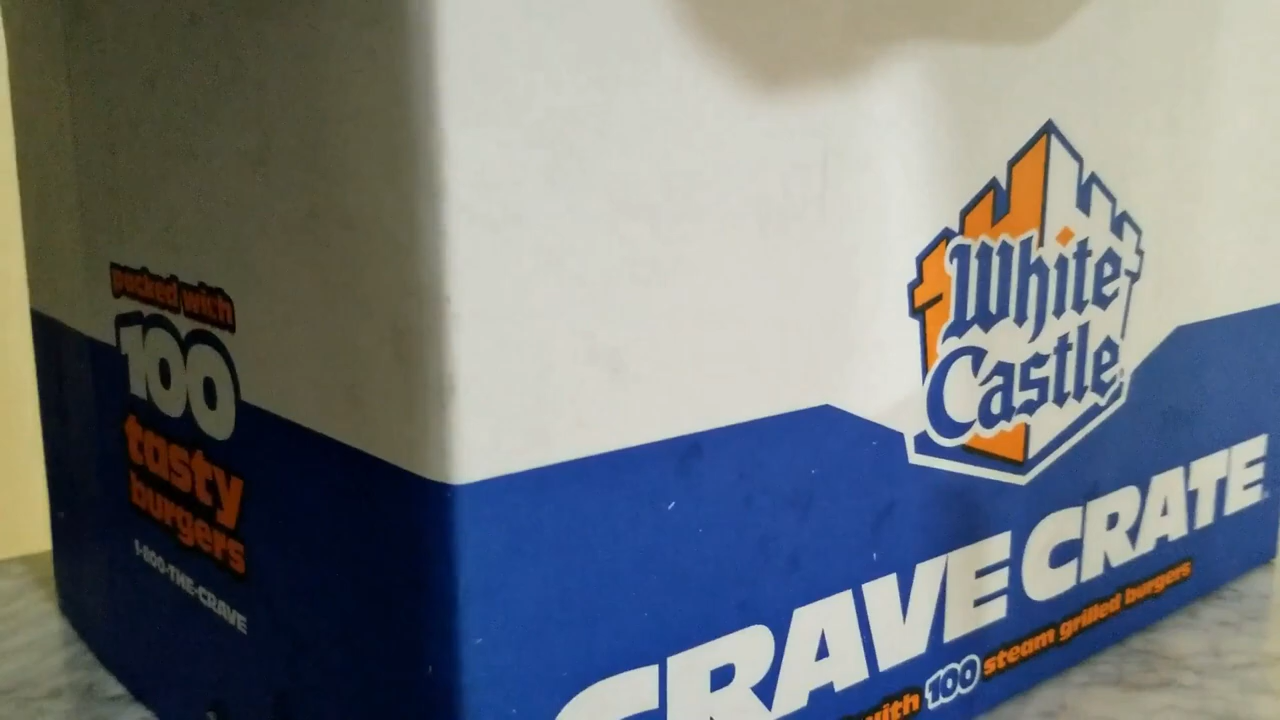 packed with
100
tasty
burgers
1-800-THE-CRAVE
White
Castle
CRAVE CRATE
with 100 steam grilled burgers